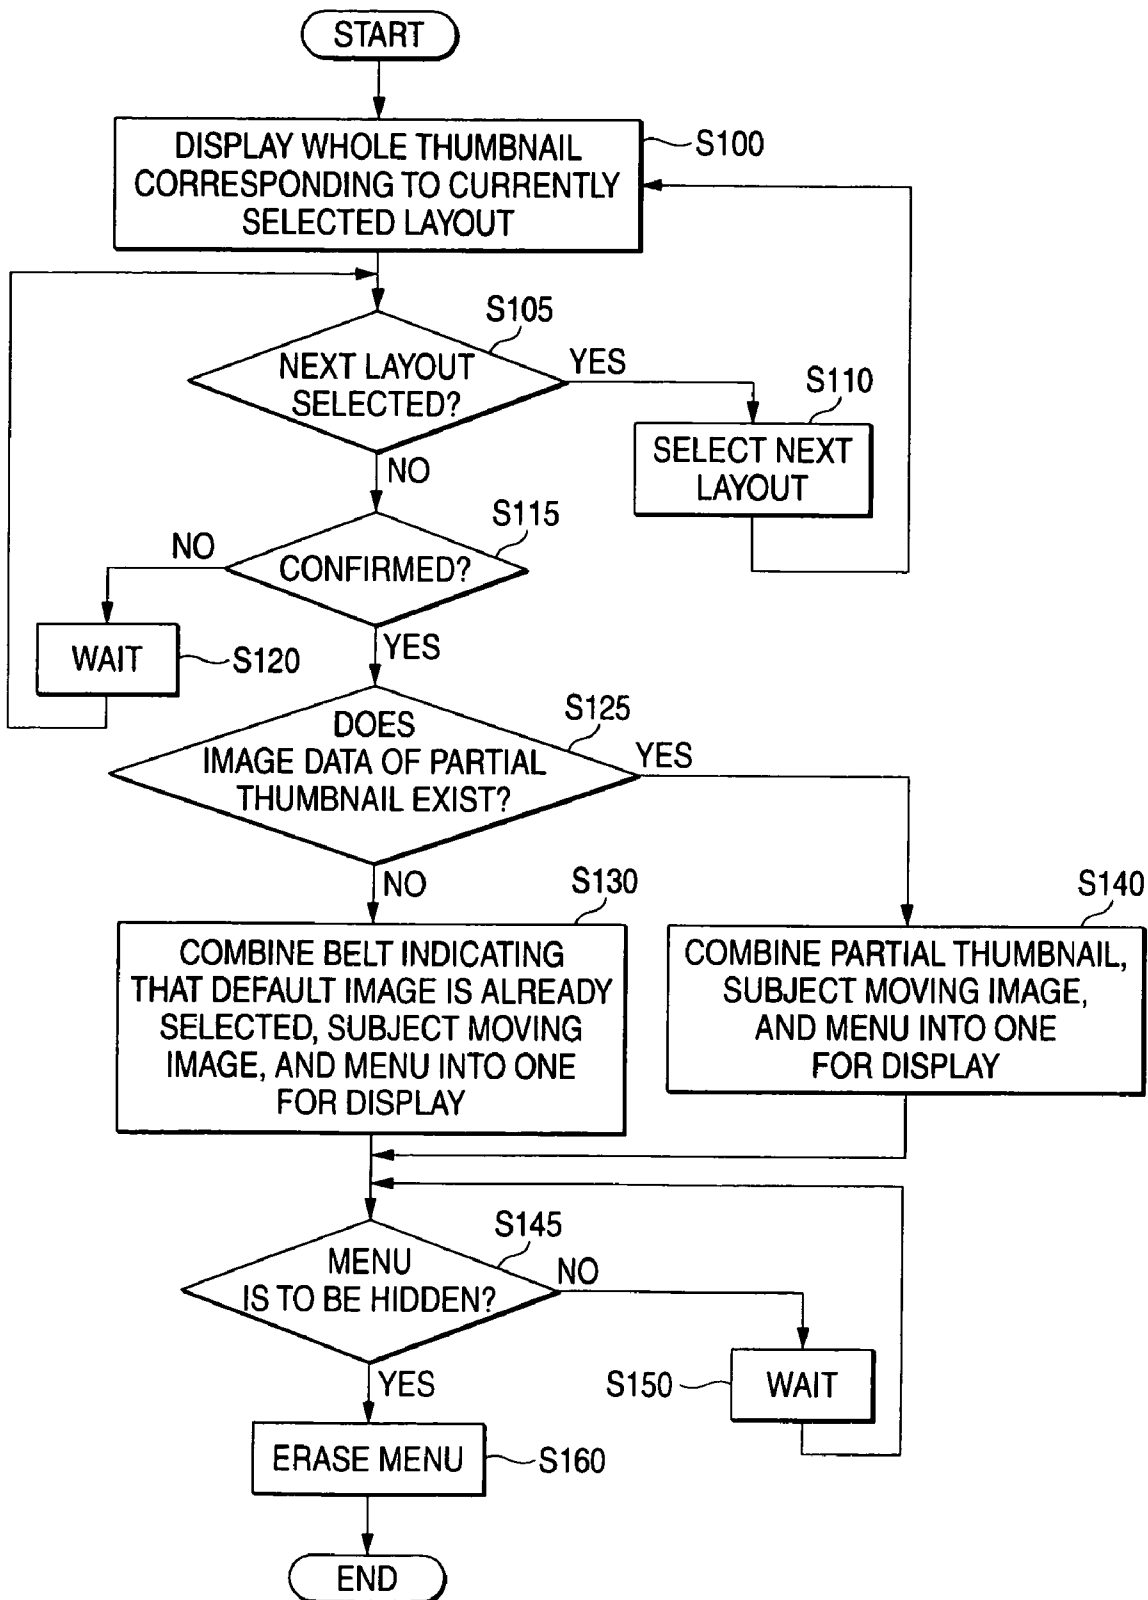 START
DISPLAY WHOLE THUMBNAIL
CORRESPONDING TO CURRENTLY
SELECTED LAYOUT
S100
S105
NEXT LAYOUT
SELECTED?
YES
NO
S110
SELECT NEXT
LAYOUT
S115
CONFIRMED?
NO
YES
WAIT
S120
S125
DOES
IMAGE DATA OF PARTIAL
THUMBNAIL EXIST?
YES
NO
S130
COMBINE BELT INDICATING
THAT DEFAULT IMAGE IS ALREADY
SELECTED, SUBJECT MOVING
IMAGE, AND MENU INTO ONE
FOR DISPLAY
S140
COMBINE PARTIAL THUMBNAIL,
SUBJECT MOVING IMAGE,
AND MENU INTO ONE
FOR DISPLAY
S145
MENU
IS TO BE HIDDEN?
NO
YES
S150
WAIT
ERASE MENU
S160
END